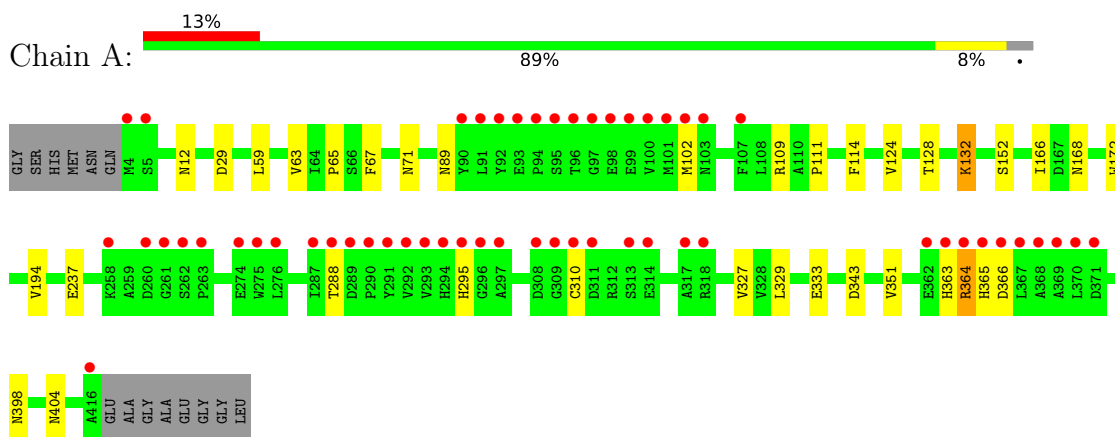 13%
Chain A:
89% 8% •
GLY SER HIS MET ASN GLN M4 S5 N12 D29 L59 V63 I64 P65 S66 F67 N71 N89 Y90 L91 Y92 E93 P94 S95 T96 G97 E98 E99 V100 M101 M102 N103 F107 L108 R109 A110 P111 F114 V124 T128 K132 S152 I166 D167 N168 W172
V194 E237 K258 A259 D260 G261 S262 P263 E274 W275 L276 I287 T288 D289 P290 Y291 V292 V293 H294 H295 G296 A297 D308 G309 C310 D311 R312 S313 E314 A317 R318 V327 V328 L329 E333 D343 V351 E362 H363 R364 H365 D366 L367 A368 A369 L370 D371
N398 N404 A416 GLU ALA GLY ALA GLU GLY GLY LEU